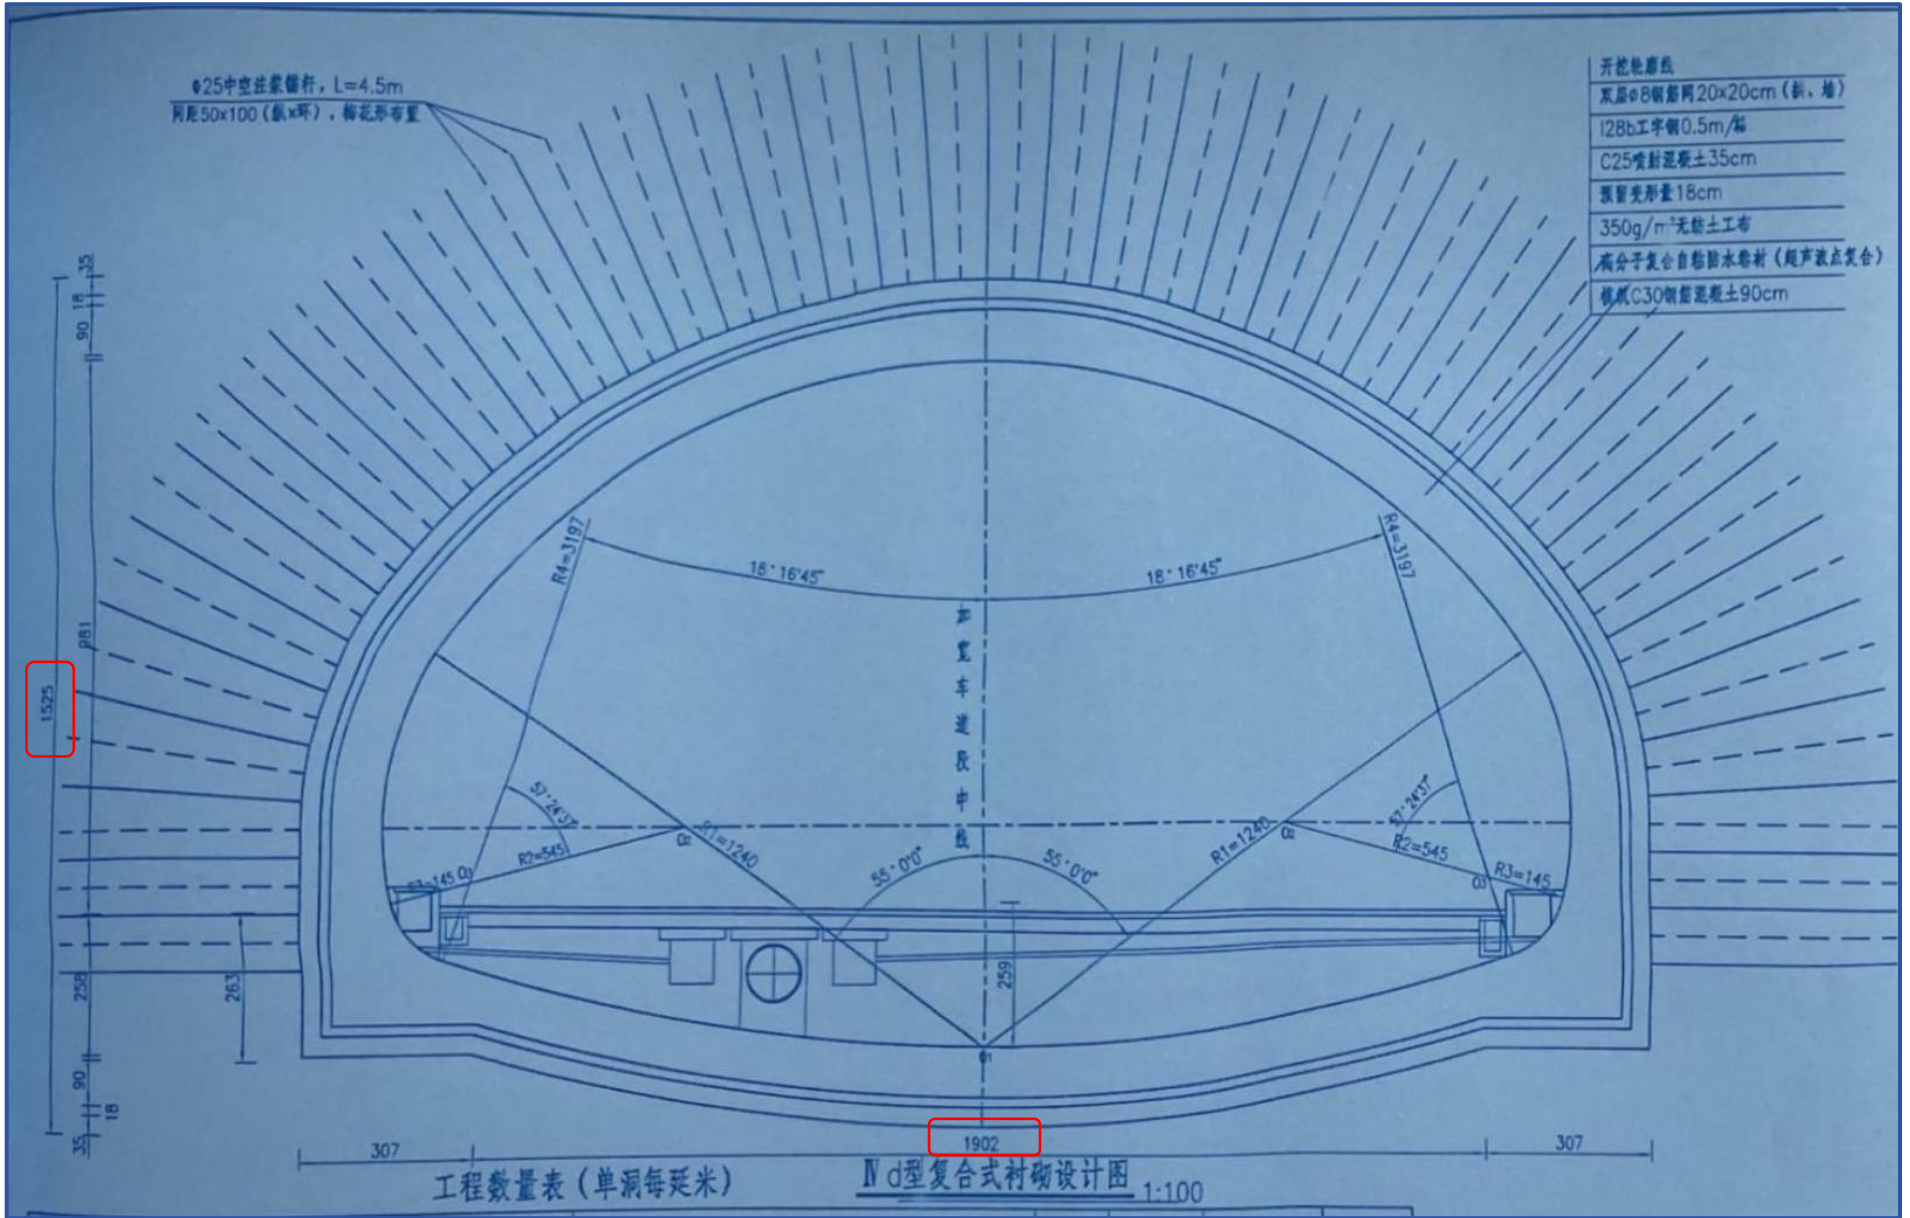 Φ25中空注浆锚杆，L=4.5m
间距50x100（纵x环），梅花形布置
开挖轮廓线
双层Φ8钢筋网20x20cm（拱、墙）
I28b工字钢0.5m/榀
C25喷射混凝土35cm
预留变形量18cm
350g/m²无纺土工布
高分子复合自粘防水卷材（超声波点复合）
模筑C30钢筋混凝土90cm
35
18
90
981
1525
258
263
90
18
35
R4=3197
R4=3197
18°16'45"
18°16'45"
加宽车道段中线
57°24'37"
57°24'37"
R1=1240
R1=1240
O2
O2
R2=545
R2=545
55°0'0"
55°0'0"
R3=145
O3
O3
R3=145
259
O1
307
1902
307
工程数量表（单洞每延米）
Ⅳd型复合式衬砌设计图
1:100